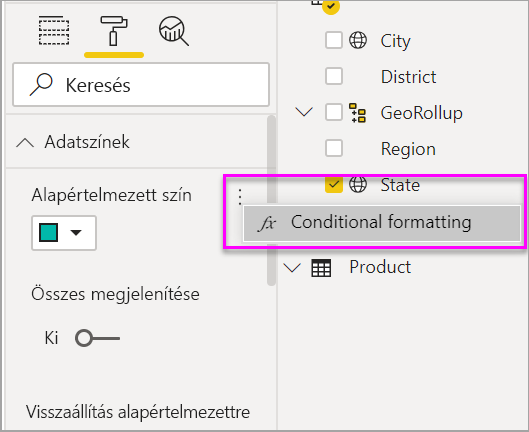 Keresés
Adatszínek
Alapértelmezett szín
Összes megjelenítése
Ki
Visszaállítás alapértelmezettre
City
District
GeoRollup
Region
State
fx Conditional formatting
Product